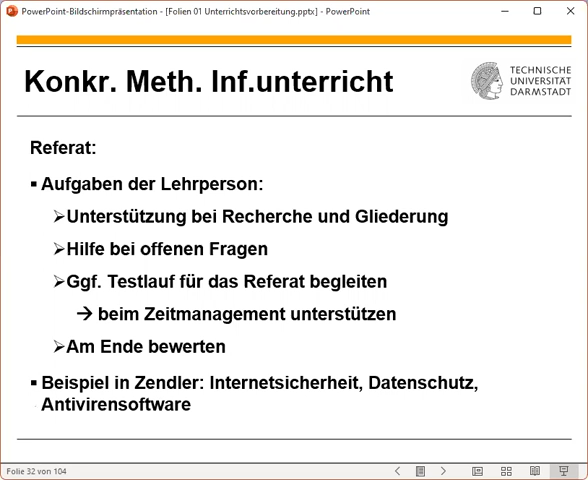 PowerPoint-Bildschirmpräsentation - [Folien 01 Unterrichtsvorbereitung.pptx] - PowerPoint
Konkr. Meth. Inf.unterricht
TECHNISCHE
UNIVERSITÄT
DARMSTADT
Referat:
▪ Aufgaben der Lehrperson:
➢Unterstützung bei Recherche und Gliederung
➢Hilfe bei offenen Fragen
➢Ggf. Testlauf für das Referat begleiten
→ beim Zeitmanagement unterstützen
➢Am Ende bewerten
▪ Beispiel in Zendler: Internetsicherheit, Datenschutz,
Antivirensoftware
Folie 32 von 104